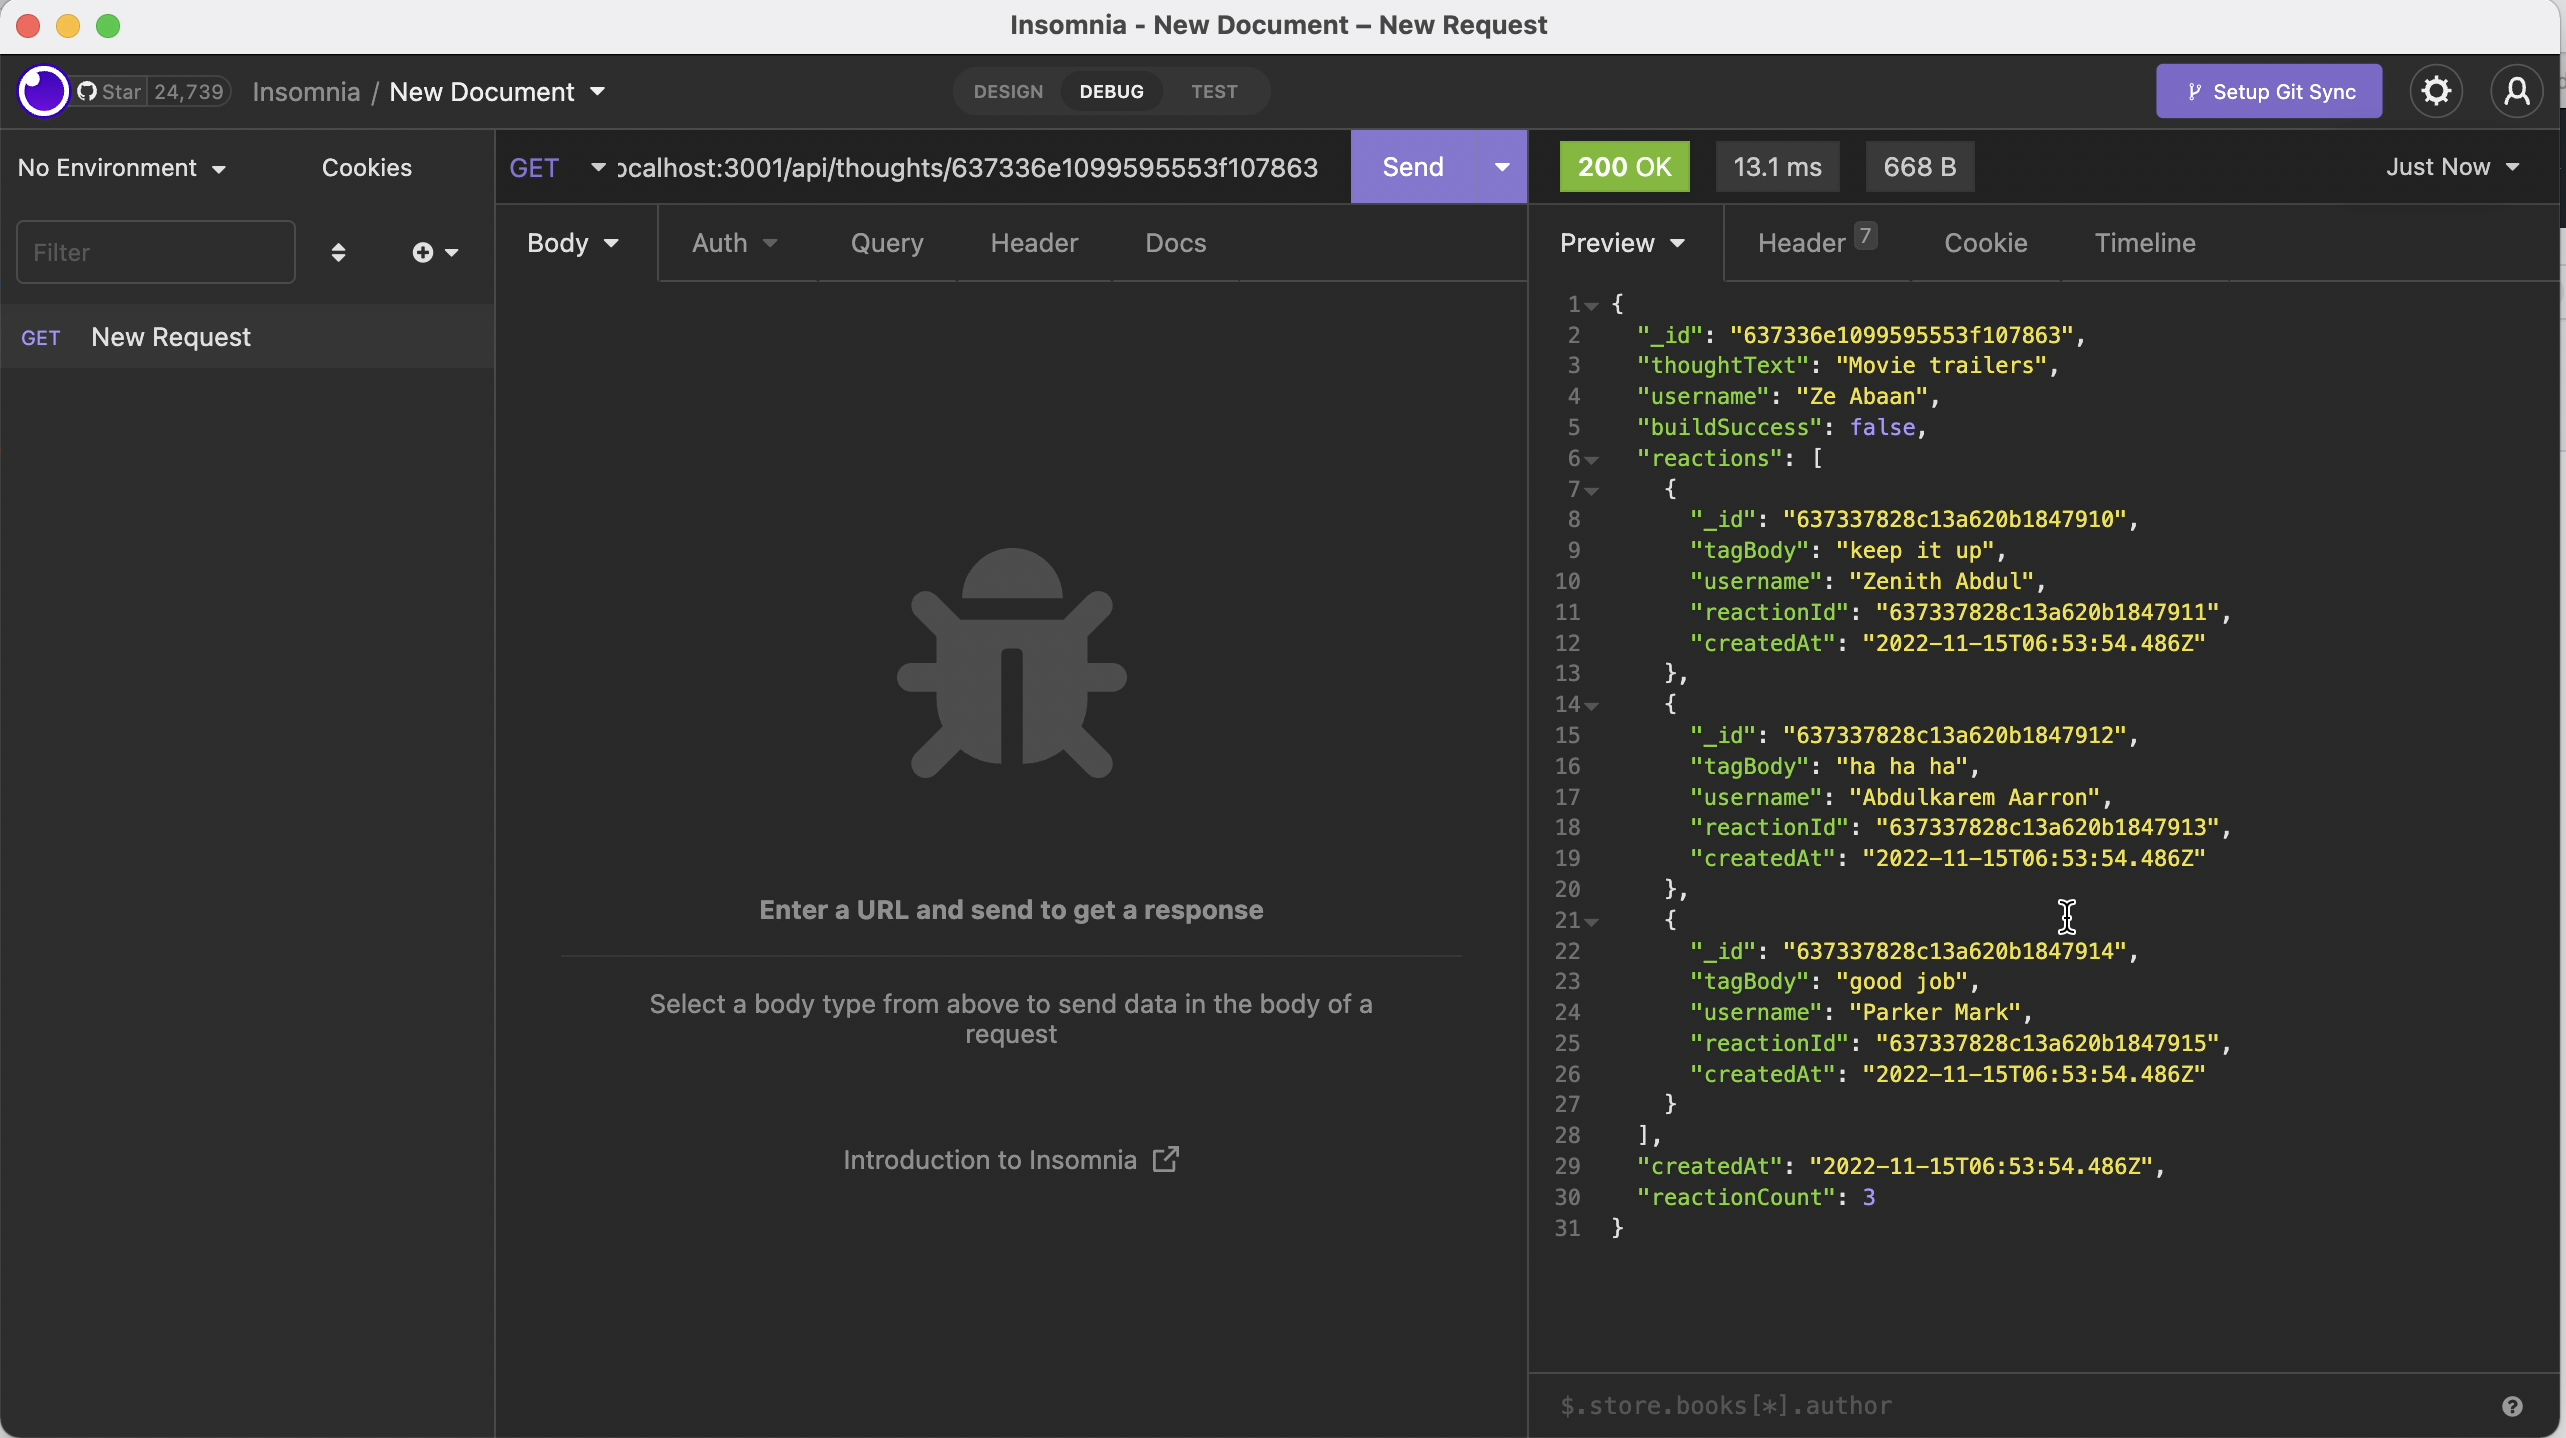 Insomnia - New Document – New Request
Star 24,739
Insomnia / New Document
DESIGN DEBUG TEST
Setup Git Sync
No Environment Cookies
GET ocalhost:3001/api/thoughts/637336e1099595553f107863 Send
200 OK 13.1 ms 668 B Just Now
Filter
GET New Request
Body Auth Query Header Docs
Enter a URL and send to get a response
Select a body type from above to send data in the body of a
request
Introduction to Insomnia
Preview Header 7 Cookie Timeline
1 {
2 "_id": "637336e1099595553f107863",
3 "thoughtText": "Movie trailers",
4 "username": "Ze Abaan",
5 "buildSuccess": false,
6 "reactions": [
7 {
8 "_id": "637337828c13a620b1847910",
9 "tagBody": "keep it up",
10 "username": "Zenith Abdul",
11 "reactionId": "637337828c13a620b1847911",
12 "createdAt": "2022-11-15T06:53:54.486Z"
13 },
14 {
15 "_id": "637337828c13a620b1847912",
16 "tagBody": "ha ha ha",
17 "username": "Abdulkarem Aarron",
18 "reactionId": "637337828c13a620b1847913",
19 "createdAt": "2022-11-15T06:53:54.486Z"
20 },
21 {
22 "_id": "637337828c13a620b1847914",
23 "tagBody": "good job",
24 "username": "Parker Mark",
25 "reactionId": "637337828c13a620b1847915",
26 "createdAt": "2022-11-15T06:53:54.486Z"
27 }
28 ],
29 "createdAt": "2022-11-15T06:53:54.486Z",
30 "reactionCount": 3
31 }
$.store.books[*].author